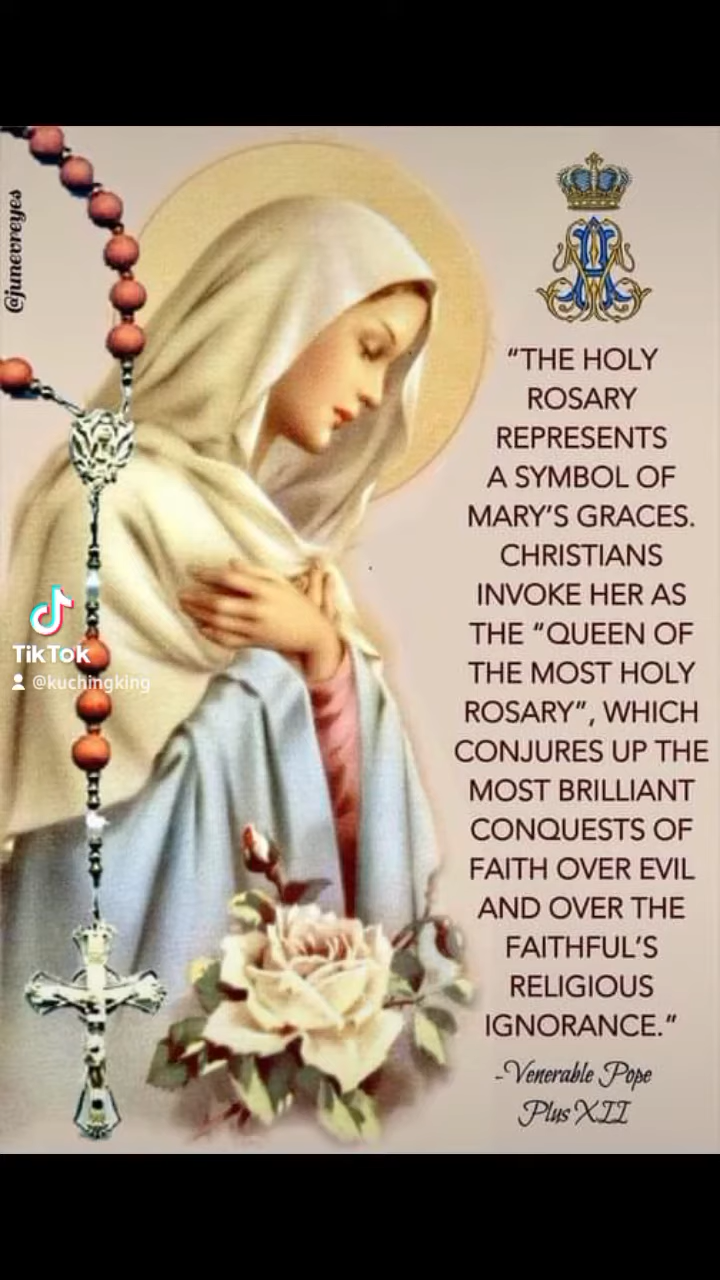 @junevreyes
“THE HOLY
ROSARY
REPRESENTS
A SYMBOL OF
MARY’S GRACES.
CHRISTIANS
INVOKE HER AS
THE “QUEEN OF
THE MOST HOLY
ROSARY”, WHICH
CONJURES UP THE
MOST BRILLIANT
CONQUESTS OF
FAITH OVER EVIL
AND OVER THE
FAITHFUL’S
RELIGIOUS
IGNORANCE.”
-Venerable Pope
Pius XII
TikTok
@kuchingking